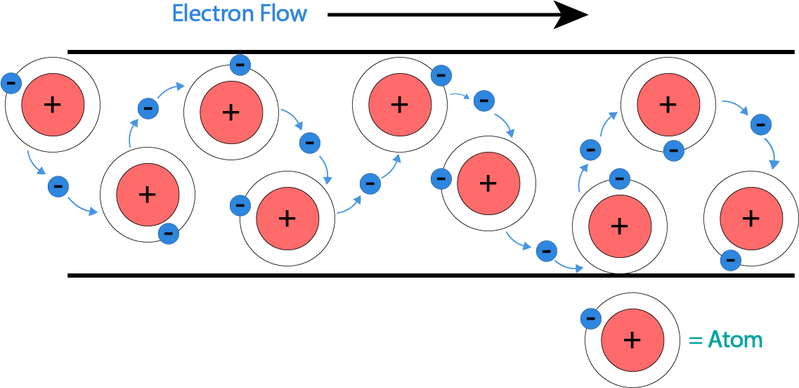 Electron Flow
= Atom